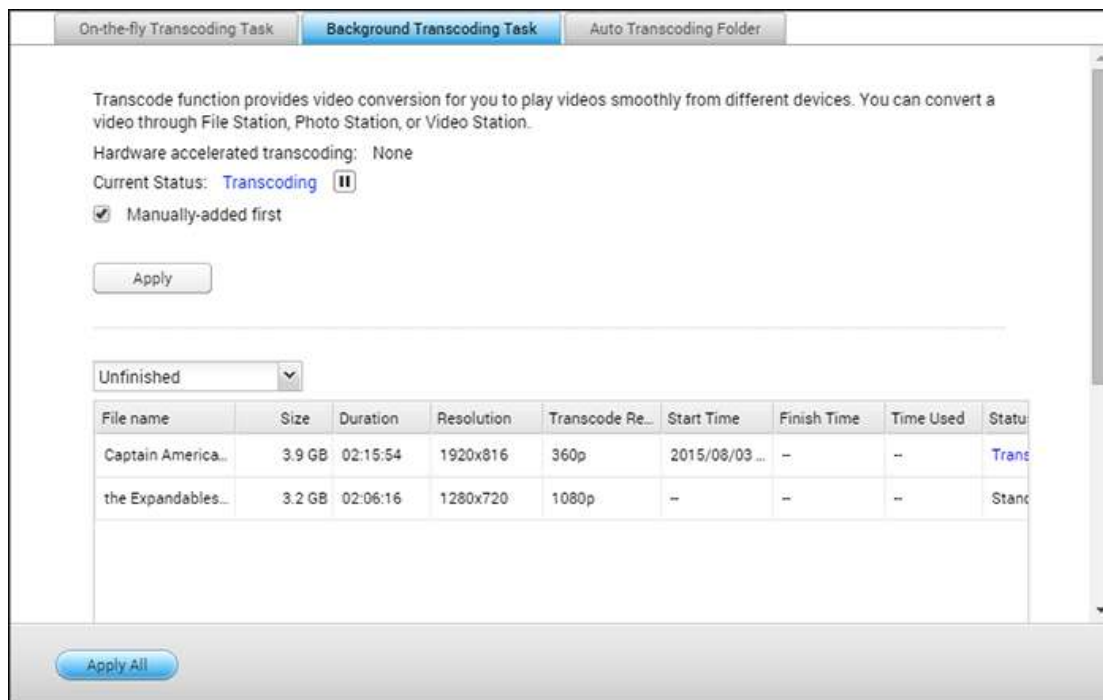 On-the-fly Transcoding Task Background Transcoding Task Auto Transcoding Folder
Transcode function provides video conversion for you to play videos smoothly from different devices. You can convert a
video through File Station, Photo Station, or Video Station.
Hardware accelerated transcoding: None
Current Status: Transcoding
Manually-added first
Apply
Unfinished
File name Size Duration Resolution Transcode Re... Start Time Finish Time Time Used Statu
Captain America... 3.9 GB 02:15:54 1920x816 360p 2015/08/03 ... -- -- Trans
the Expandables... 3.2 GB 02:06:16 1280x720 1080p -- -- -- Stand
Apply All